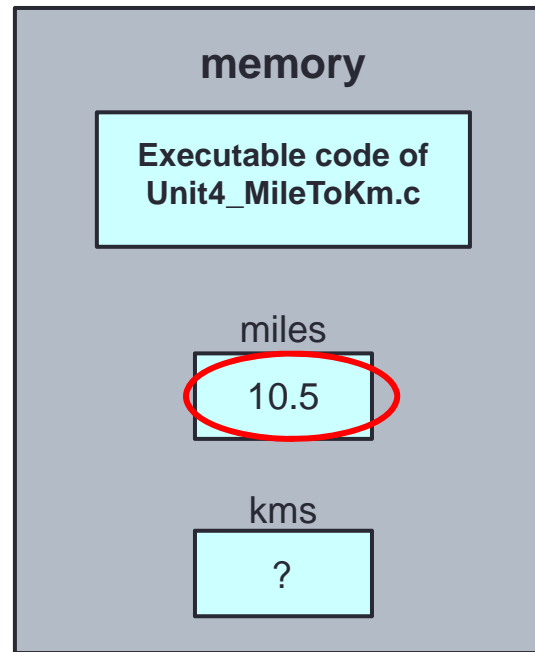 memory
Executable code of
Unit4_MileToKm.c
miles
10.5
kms
?